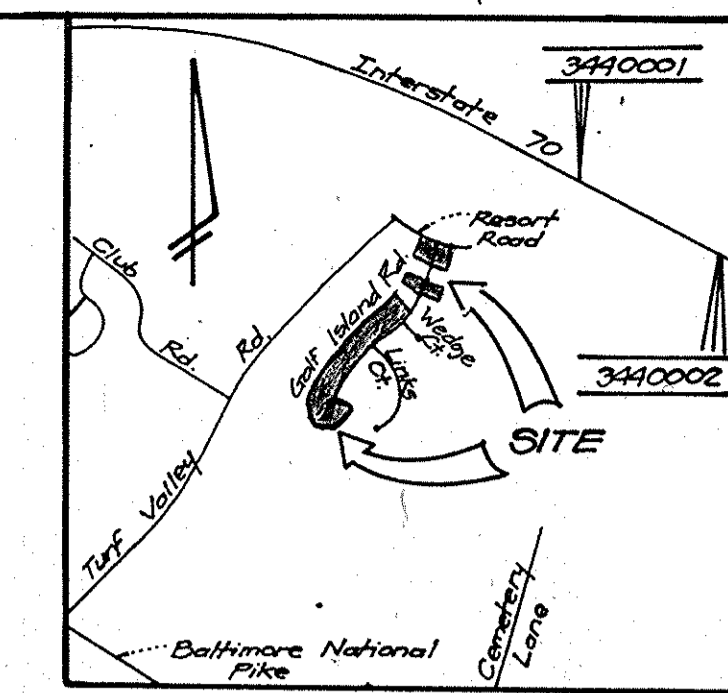 Interstate 70
3440001
Resort
Road
Club Rd.
Golf Island Rd.
Wedge
Ct.
Links
Ct.
3440002
SITE
Turf Valley Rd.
Cemetery
Lane
Baltimore National
Pike